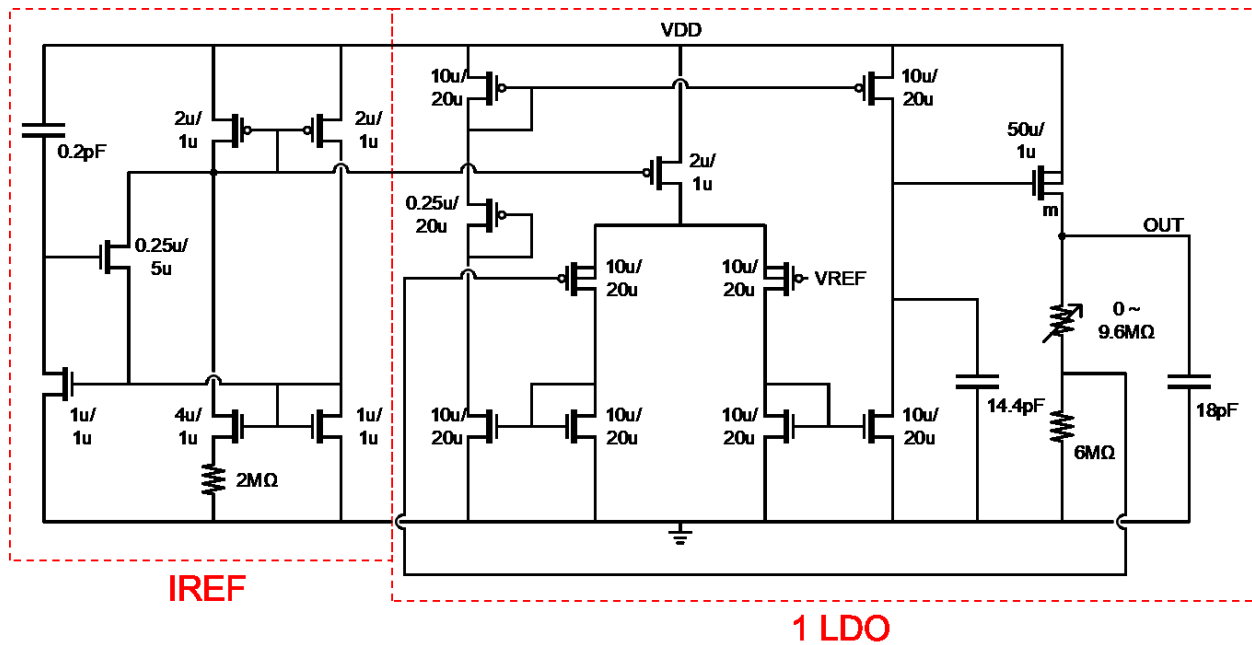 VDD
10u/
20u
10u/
20u
2u/
1u
2u/
1u
50u/
1u
0.2pF
2u/
1u
m
0.25u/
20u
OUT
0.25u/
5u
10u/
20u
10u/
20u
VREF
0 ~
9.6MΩ
1u/
1u
4u/
1u
1u/
1u
10u/
20u
10u/
20u
10u/
20u
10u/
20u
14.4pF
18pF
6MΩ
2MΩ
IREF
1 LDO